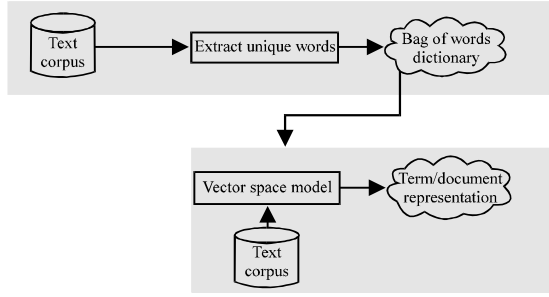 Text
corpus
Extract unique words
Bag of words
dictionary
Vector space model
Term/document
representation
Text
corpus